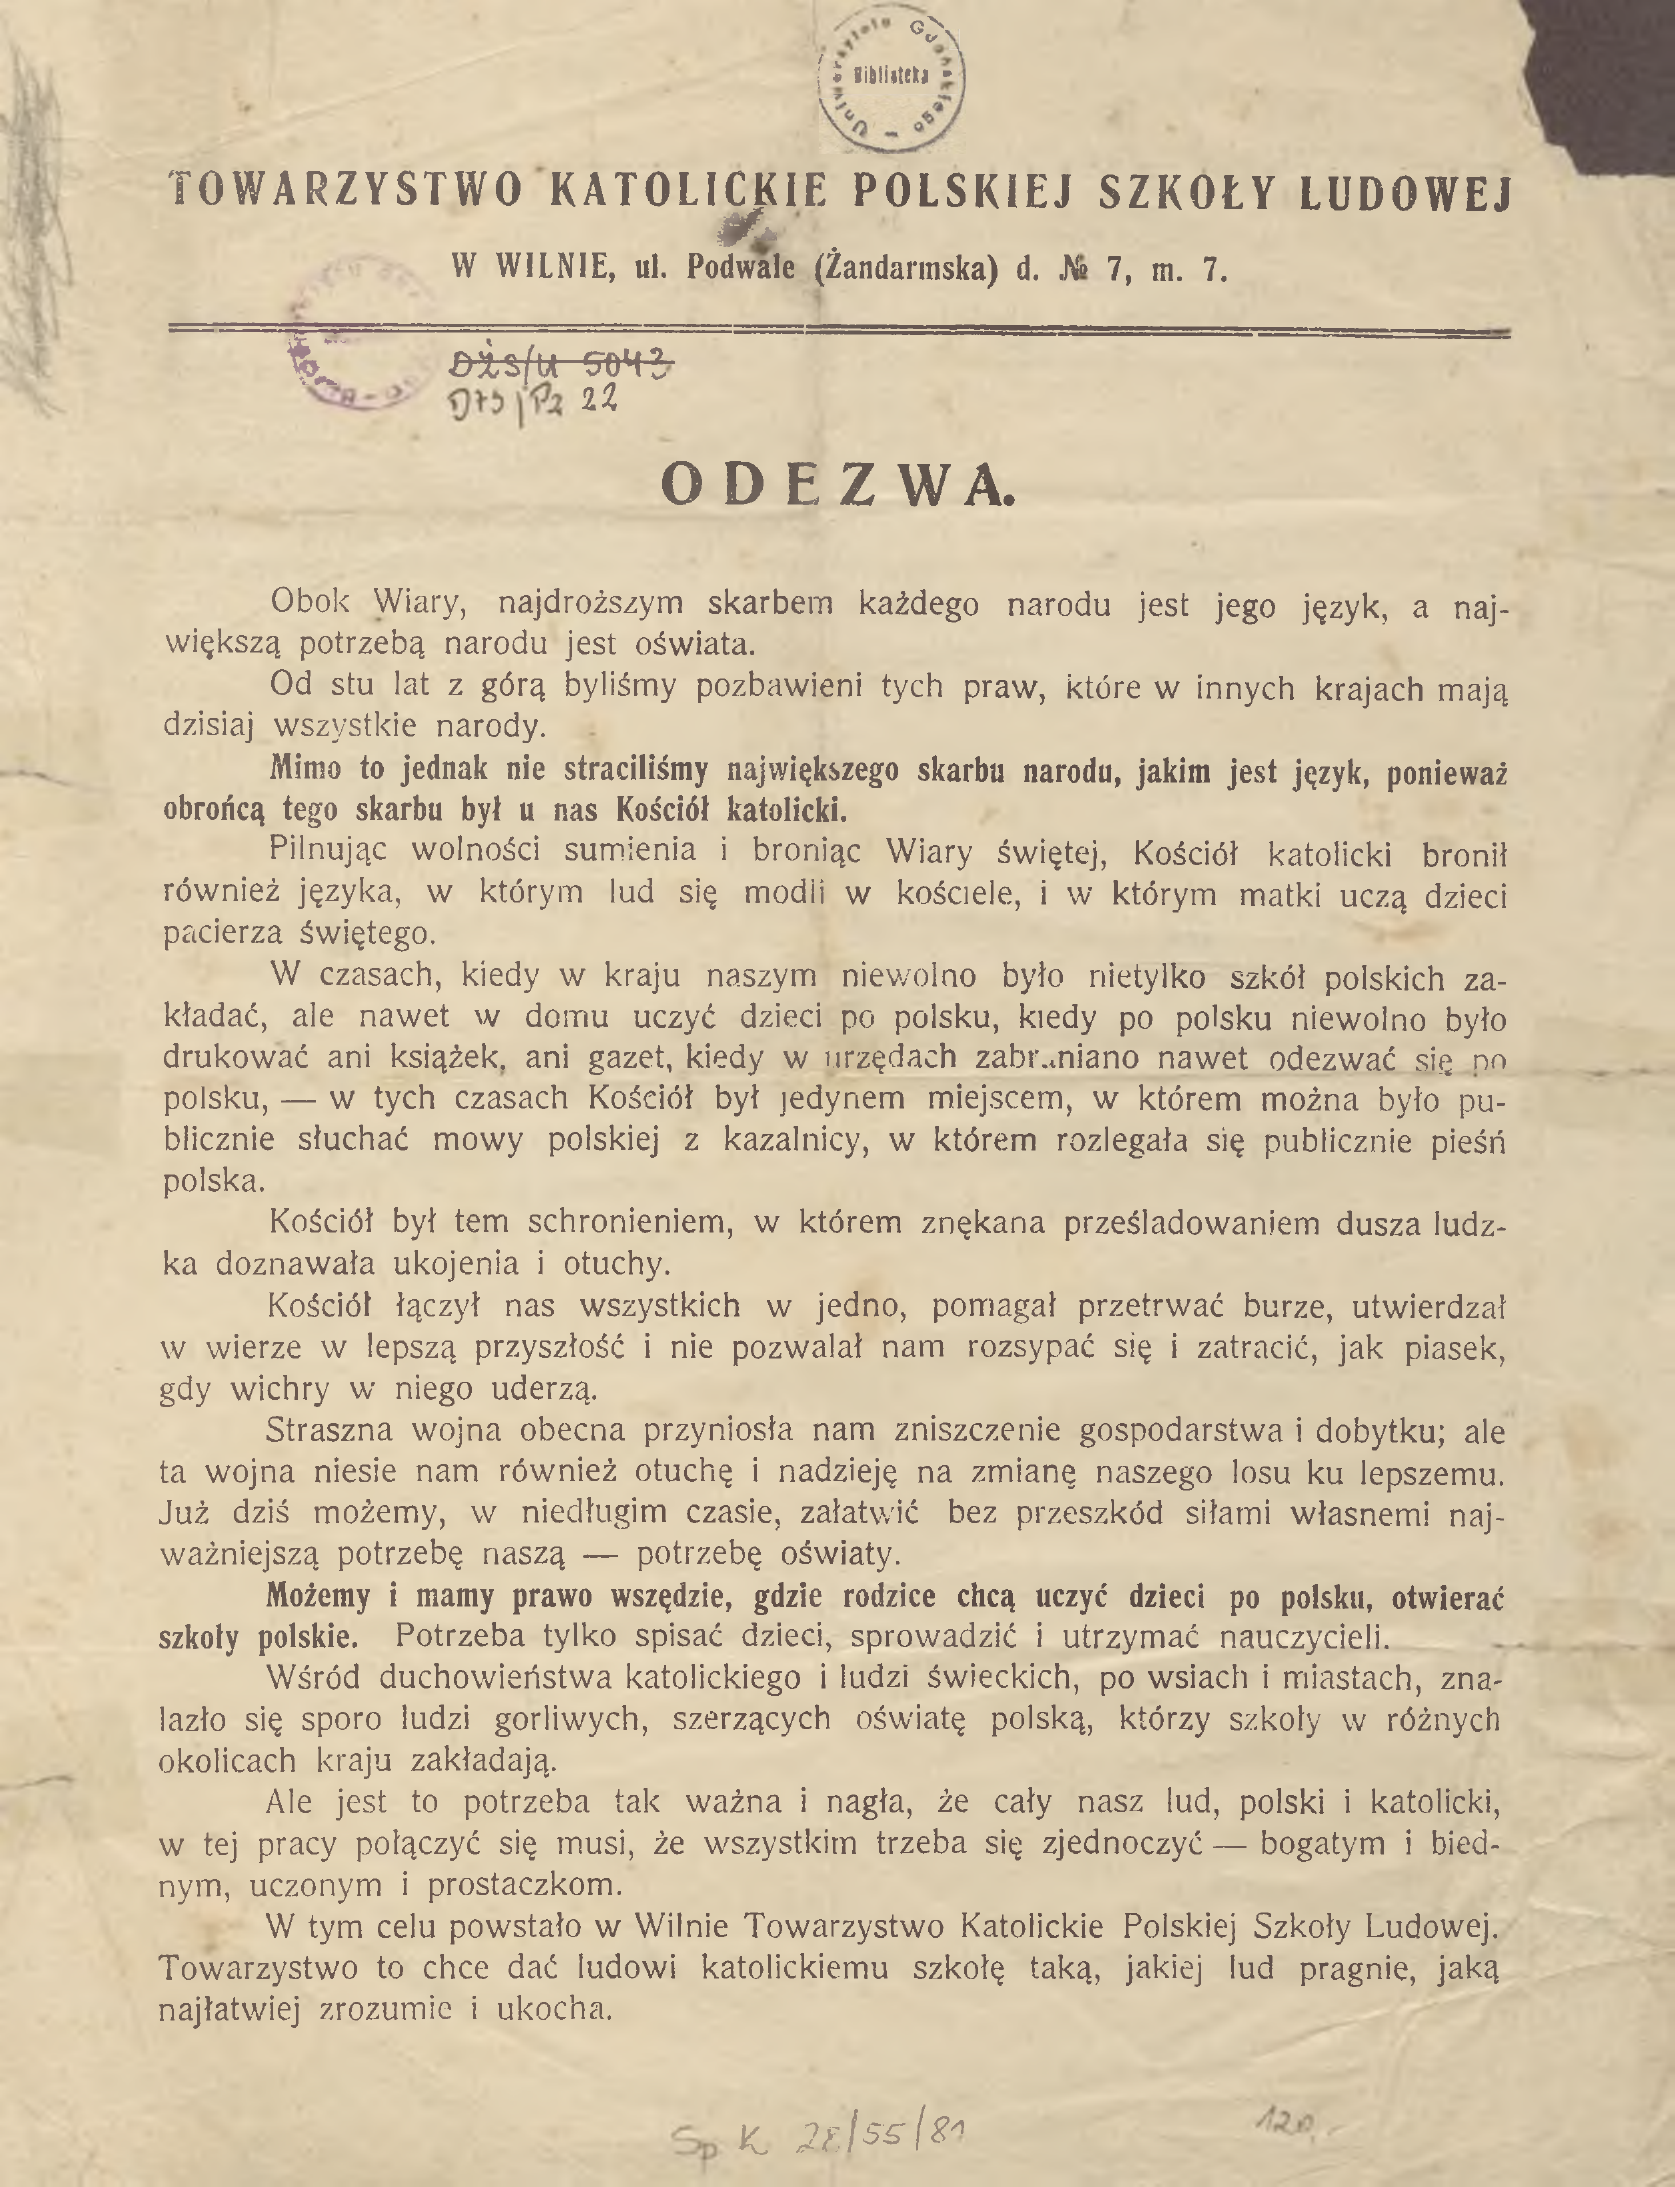 Uniwersytetu Gdańskiego -
Biblioteka
TOWARZYSTWO KATOLICKIE POLSKIEJ SZKOŁY LUDOWEJ
W WILNIE, ul. Podwale (Żandarmska) d. № 7, m. 7.
DŻS/U 5043
DŻS/Pz 22
ODEZWA.
Obok Wiary, najdroższym skarbem każdego narodu jest jego język, a naj-
większą potrzebą narodu jest oświata.
Od stu lat z górą byliśmy pozbawieni tych praw, które w innych krajach mają
dzisiaj wszystkie narody.
Mimo to jednak nie straciliśmy największego skarbu narodu, jakim jest język, ponieważ
obrońcą tego skarbu był u nas Kościół katolicki.
Pilnując wolności sumienia i broniąc Wiary świętej, Kościół katolicki bronił
również języka, w którym lud się modli w kościele, i w którym matki uczą dzieci
pacierza świętego.
W czasach, kiedy w kraju naszym niewolno było nietylko szkół polskich za-
kładać, ale nawet w domu uczyć dzieci po polsku, kiedy po polsku niewolno było
drukować ani książek, ani gazet, kiedy w urzędach zabraniano nawet odezwać się po
polsku, — w tych czasach Kościół był jedynem miejscem, w którem można było pu-
blicznie słuchać mowy polskiej z kazalnicy, w którem rozlegała się publicznie pieśń
polska.
Kościół był tem schronieniem, w którem znękana prześladowaniem dusza ludz-
ka doznawała ukojenia i otuchy.
Kościół łączył nas wszystkich w jedno, pomagał przetrwać burze, utwierdzał
w wierze w lepszą przyszłość i nie pozwalał nam rozsypać się i zatracić, jak piasek,
gdy wichry w niego uderzą.
Straszna wojna obecna przyniosła nam zniszczenie gospodarstwa i dobytku; ale
ta wojna niesie nam również otuchę i nadzieję na zmianę naszego losu ku lepszemu.
Już dziś możemy, w niedługim czasie, załatwić bez przeszkód siłami własnemi naj-
ważniejszą potrzebę naszą — potrzebę oświaty.
Możemy i mamy prawo wszędzie, gdzie rodzice chcą uczyć dzieci po polsku, otwierać
szkoły polskie. Potrzeba tylko spisać dzieci, sprowadzić i utrzymać nauczycieli.
Wśród duchowieństwa katolickiego i ludzi świeckich, po wsiach i miastach, zna-
lazło się sporo ludzi gorliwych, szerzących oświatę polską, którzy szkoły w różnych
okolicach kraju zakładają.
Ale jest to potrzeba tak ważna i nagła, że cały nasz lud, polski i katolicki,
w tej pracy połączyć się musi, że wszystkim trzeba się zjednoczyć — bogatym i bied-
nym, uczonym i prostaczkom.
W tym celu powstało w Wilnie Towarzystwo Katolickie Polskiej Szkoły Ludowej.
Towarzystwo to chce dać ludowi katolickiemu szkołę taką, jakiej lud pragnie, jaką
najłatwiej zrozumie i ukocha.
Sp K 28/55/81
120,-